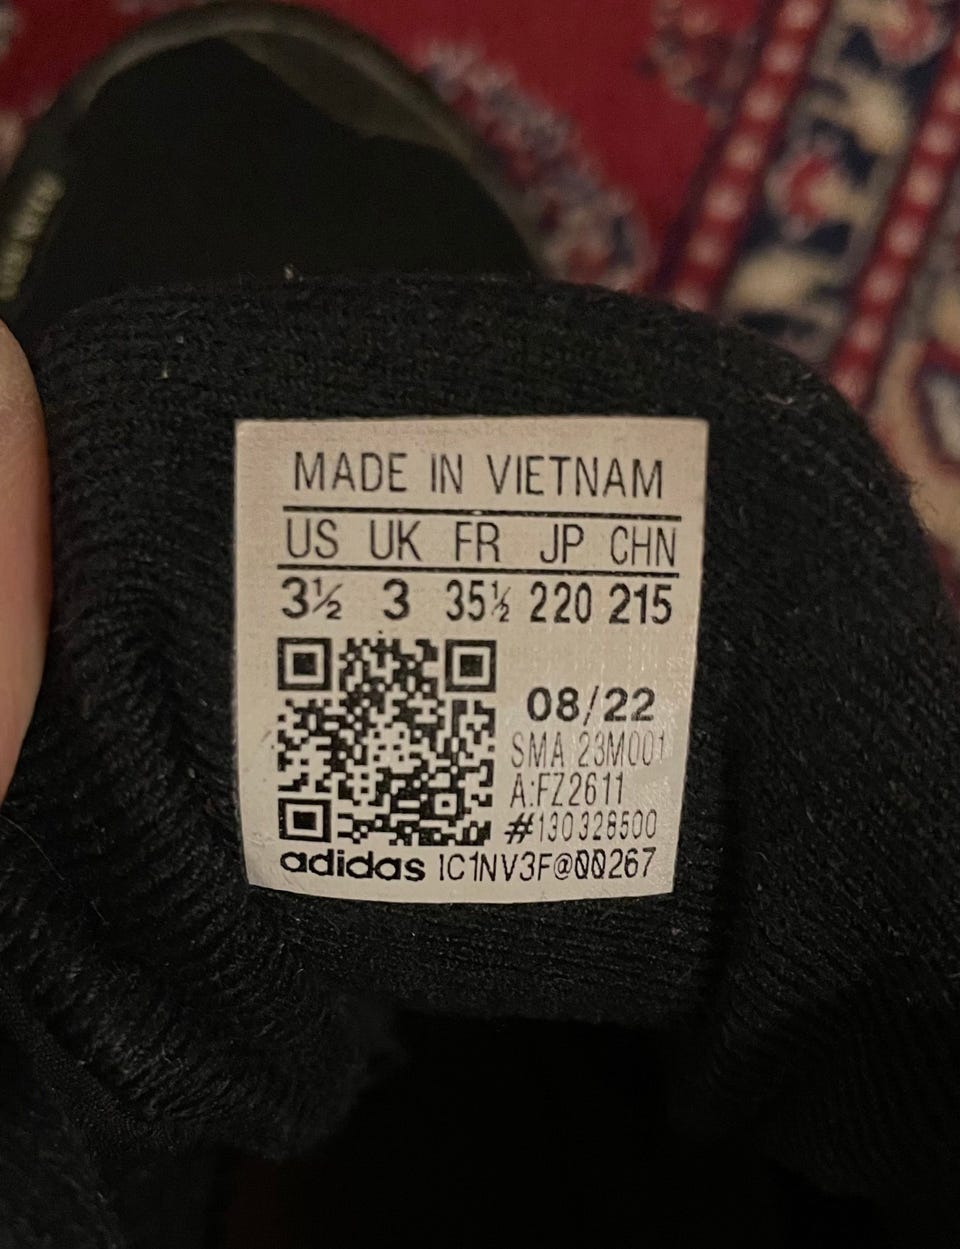 MADE IN VIETNAM
US UK FR JP CHN
3½ 3 35½ 220 215
08/22
SMA 23M001
A:FZ2611
#130328500
adidas IC1NV3F@00267